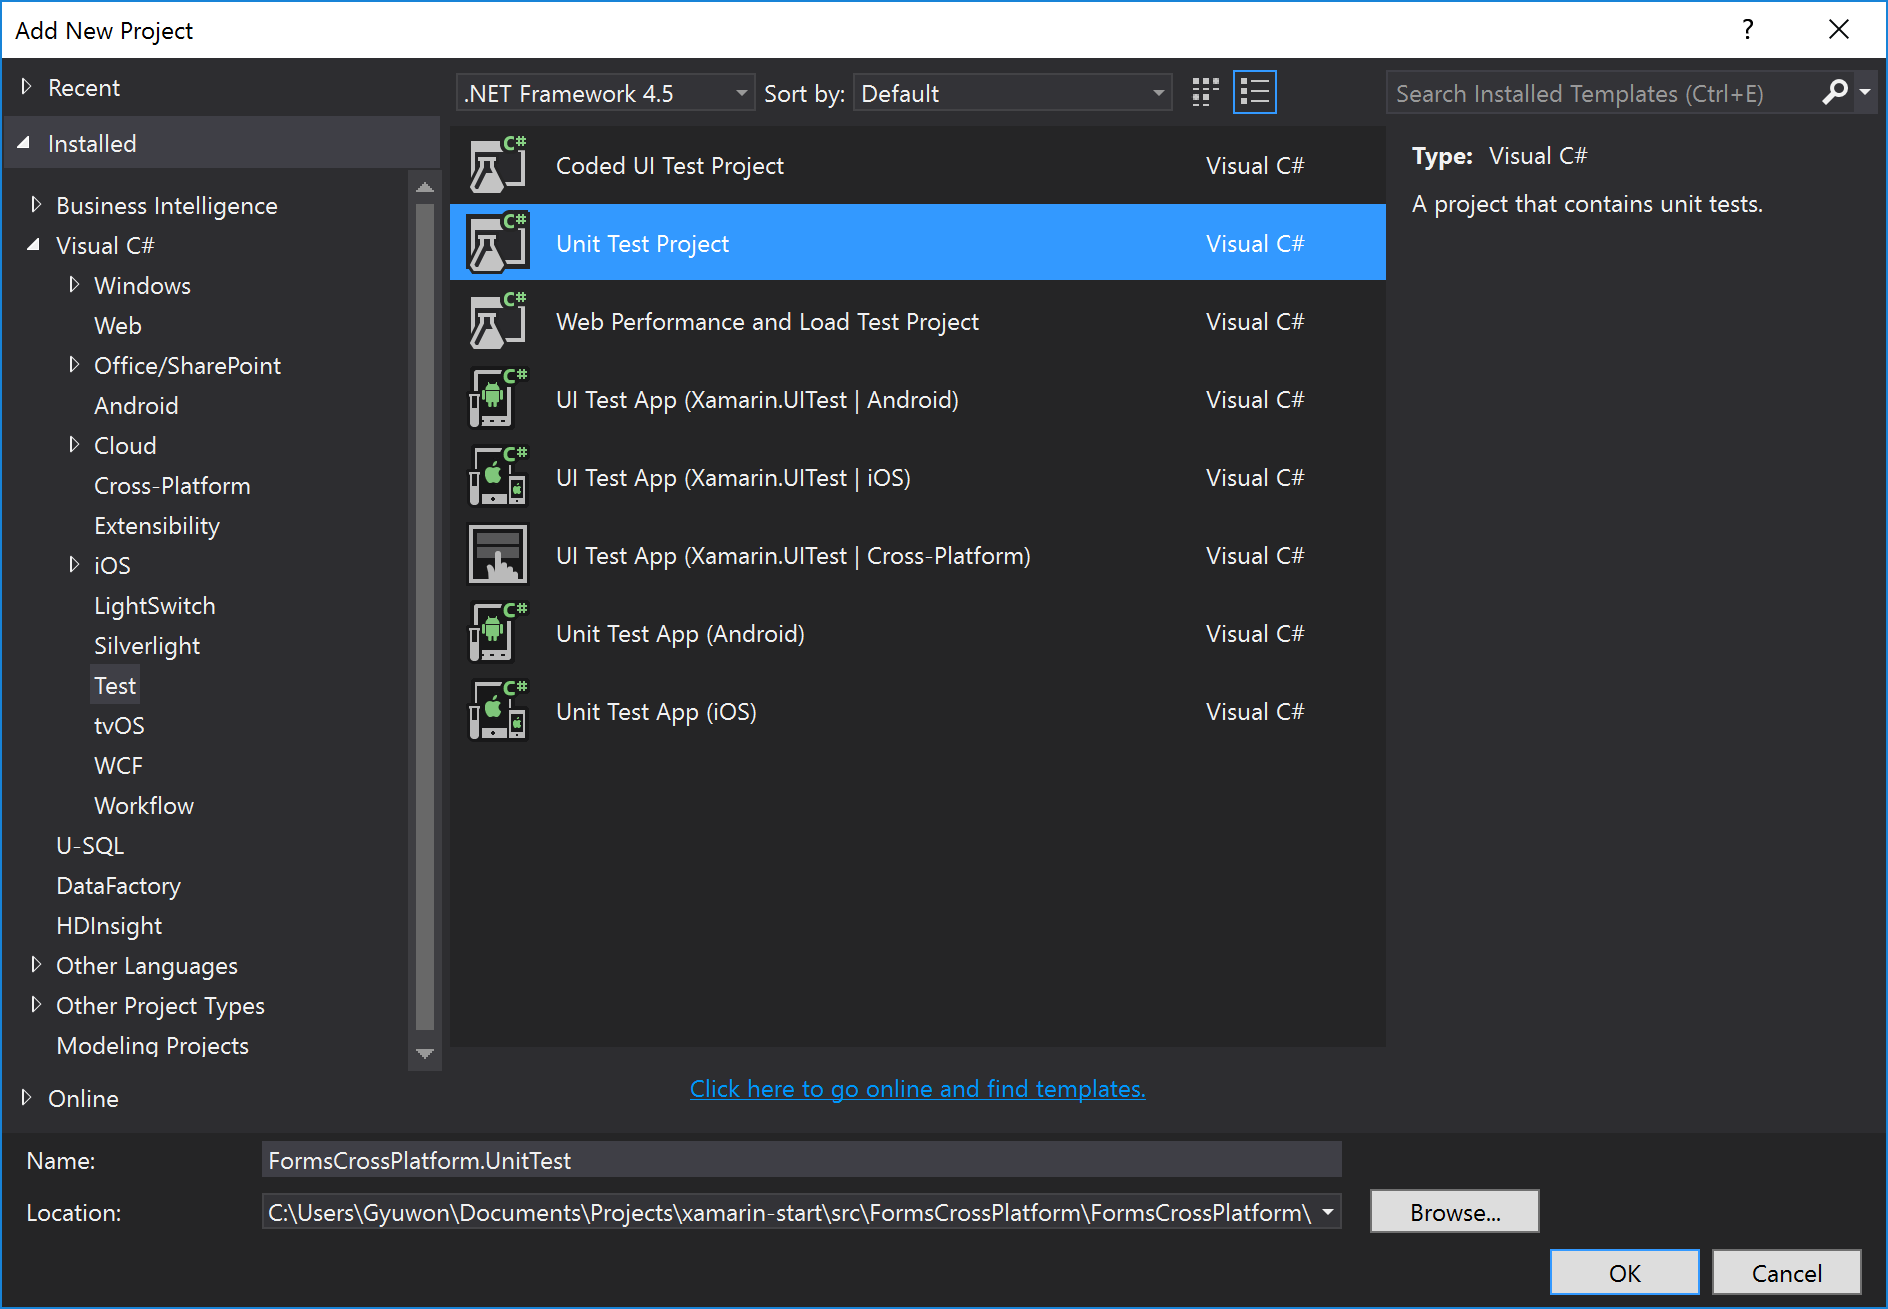 Add New Project
?
Recent
Installed
Business Intelligence
Visual C#
Windows
Web
Office/SharePoint
Android
Cloud
Cross-Platform
Extensibility
iOS
LightSwitch
Silverlight
Test
tvOS
WCF
Workflow
U-SQL
DataFactory
HDInsight
Other Languages
Other Project Types
Modeling Projects
Online
.NET Framework 4.5
Sort by: Default
C# Coded UI Test Project Visual C#
C# Unit Test Project Visual C#
C# Web Performance and Load Test Project Visual C#
C# UI Test App (Xamarin.UITest | Android) Visual C#
C# UI Test App (Xamarin.UITest | iOS) Visual C#
UI Test App (Xamarin.UITest | Cross-Platform) Visual C#
C# Unit Test App (Android) Visual C#
C# Unit Test App (iOS) Visual C#
Click here to go online and find templates.
Search Installed Templates (Ctrl+E)
Type: Visual C#
A project that contains unit tests.
Name: FormsCrossPlatform.UnitTest
Location: C:\Users\Gyuwon\Documents\Projects\xamarin-start\src\FormsCrossPlatform\FormsCrossPlatform\
Browse...
OK
Cancel